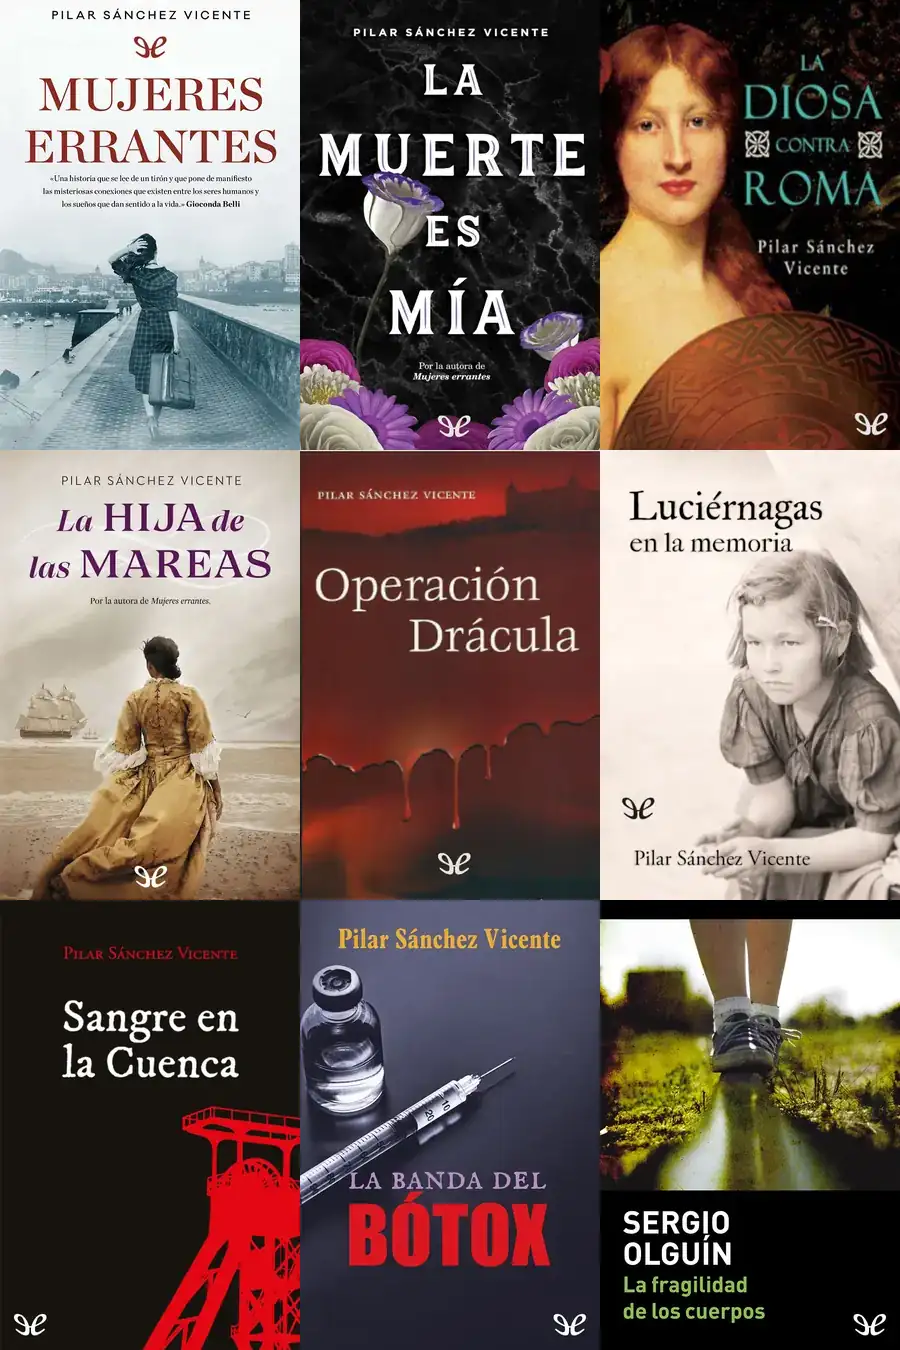 PILAR SÁNCHEZ VICENTE
MUJERES
ERRANTES
«Una historia que se lee de un tirón y que pone de manifiesto
las misteriosas conexiones que existen entre los seres humanos y
los sueños que dan sentido a la vida.» Gioconda Belli
PILAR SÁNCHEZ VICENTE
LA
MUERTE
ES
MÍA
Por la autora de
Mujeres errantes
LA
DIOSA
CONTRA
ROMA
Pilar Sánchez
Vicente
PILAR SÁNCHEZ VICENTE
La HIJA de
las MAREAS
Por la autora de Mujeres errantes.
PILAR SÁNCHEZ VICENTE
Operación
Drácula
Luciérnagas
en la memoria
Pilar Sánchez Vicente
PILAR SÁNCHEZ VICENTE
Sangre en
la Cuenca
Pilar Sánchez Vicente
20 10
LA BANDA DEL
BÓTOX
SERGIO
OLGUÍN
La fragilidad
de los cuerpos